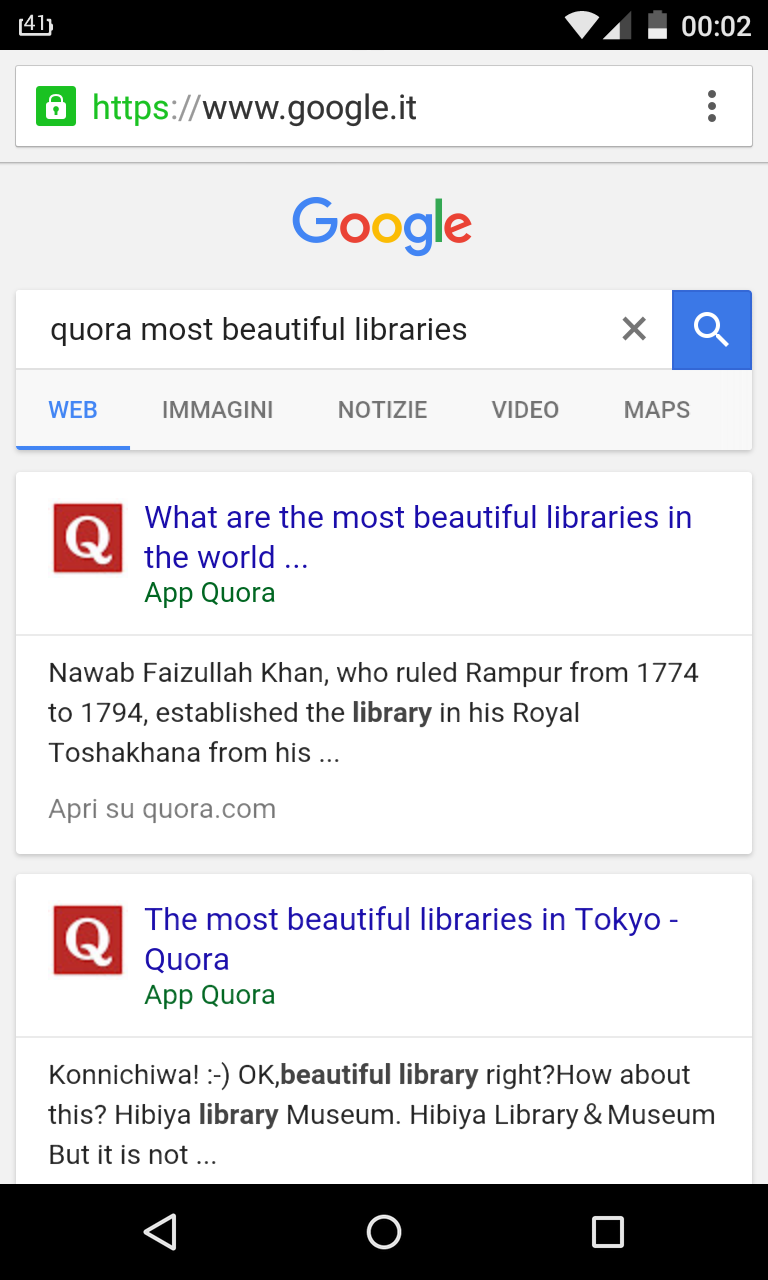 41
00:02
https://www.google.it
Google
quora most beautiful libraries
WEB IMMAGINI NOTIZIE VIDEO MAPS
Q
What are the most beautiful libraries in
the world ...
App Quora
Nawab Faizullah Khan, who ruled Rampur from 1774
to 1794, established the library in his Royal
Toshakhana from his ...
Apri su quora.com
Q
The most beautiful libraries in Tokyo -
Quora
App Quora
Konnichiwa! :-) OK,beautiful library right?How about
this? Hibiya library Museum. Hibiya Library＆Museum
But it is not ...